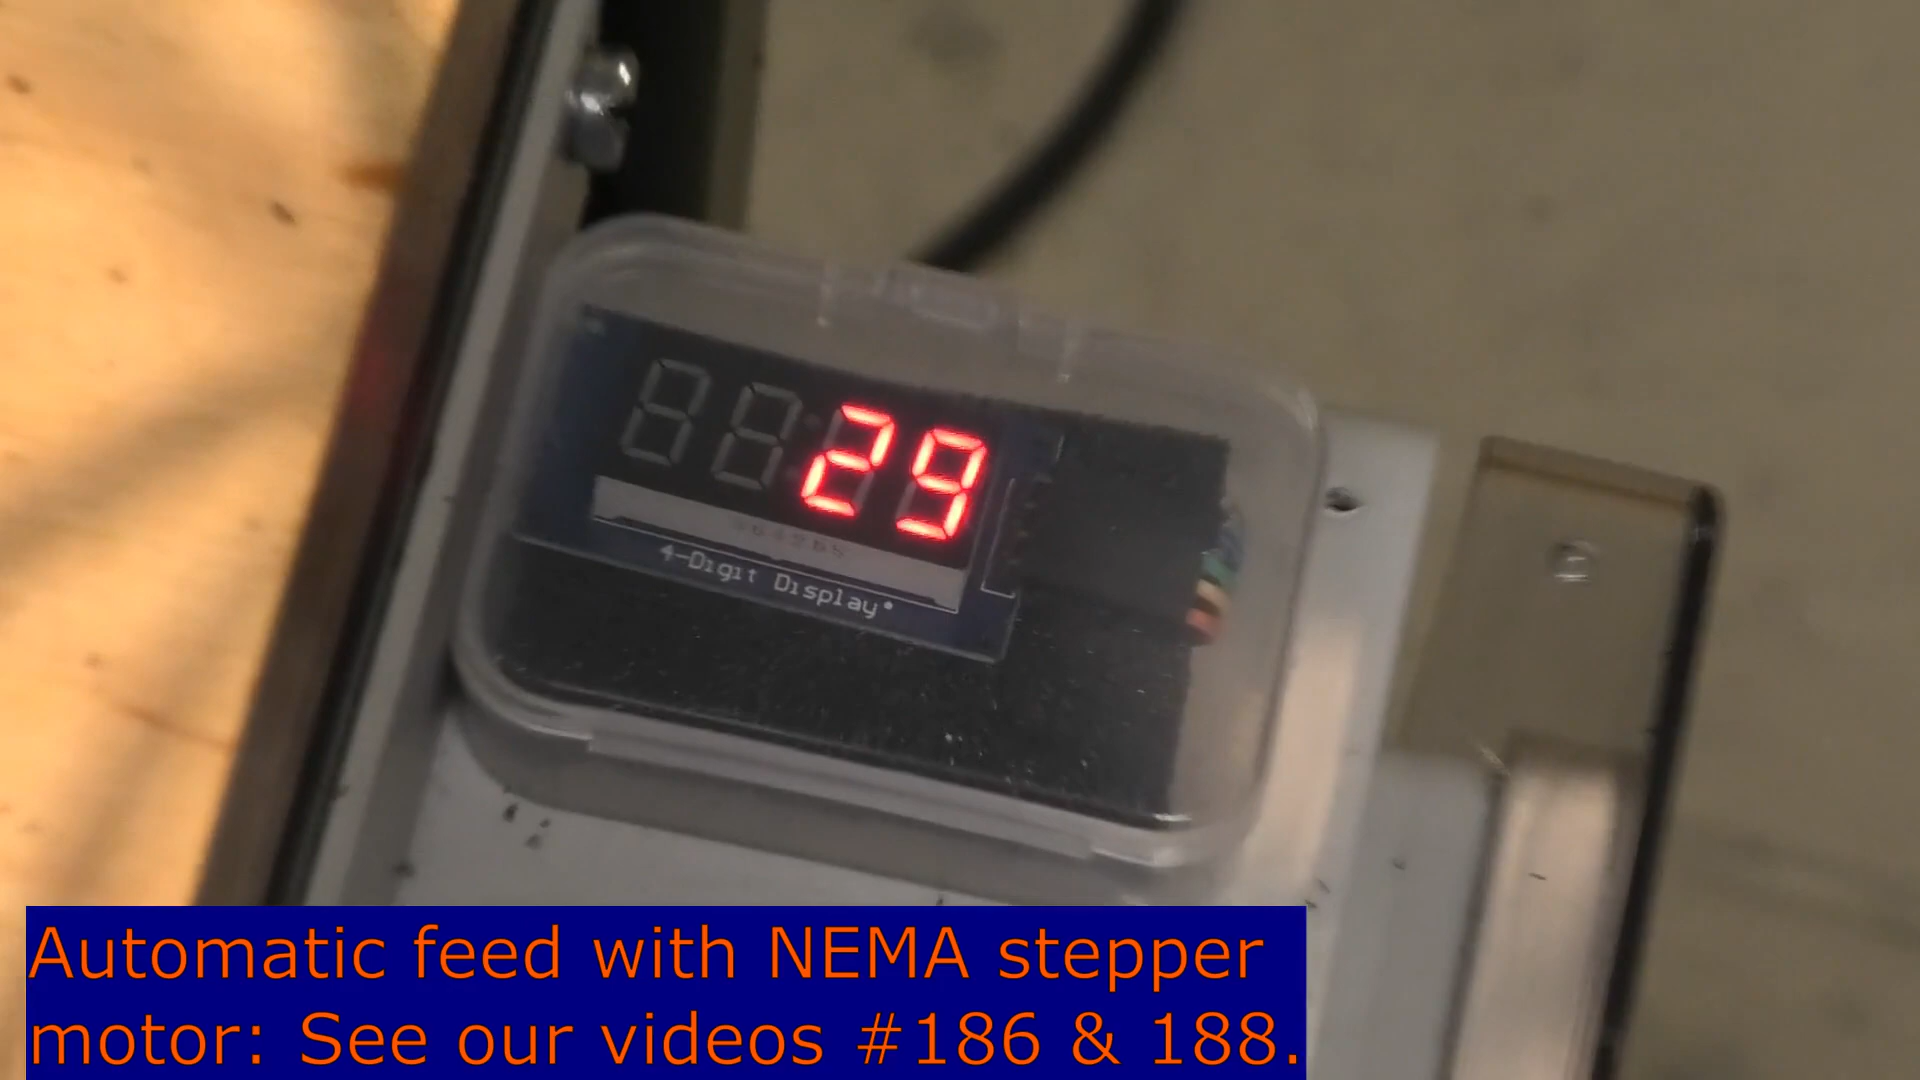 29
4-Digit Display
Automatic feed with NEMA stepper
motor: See our videos #186 & 188.